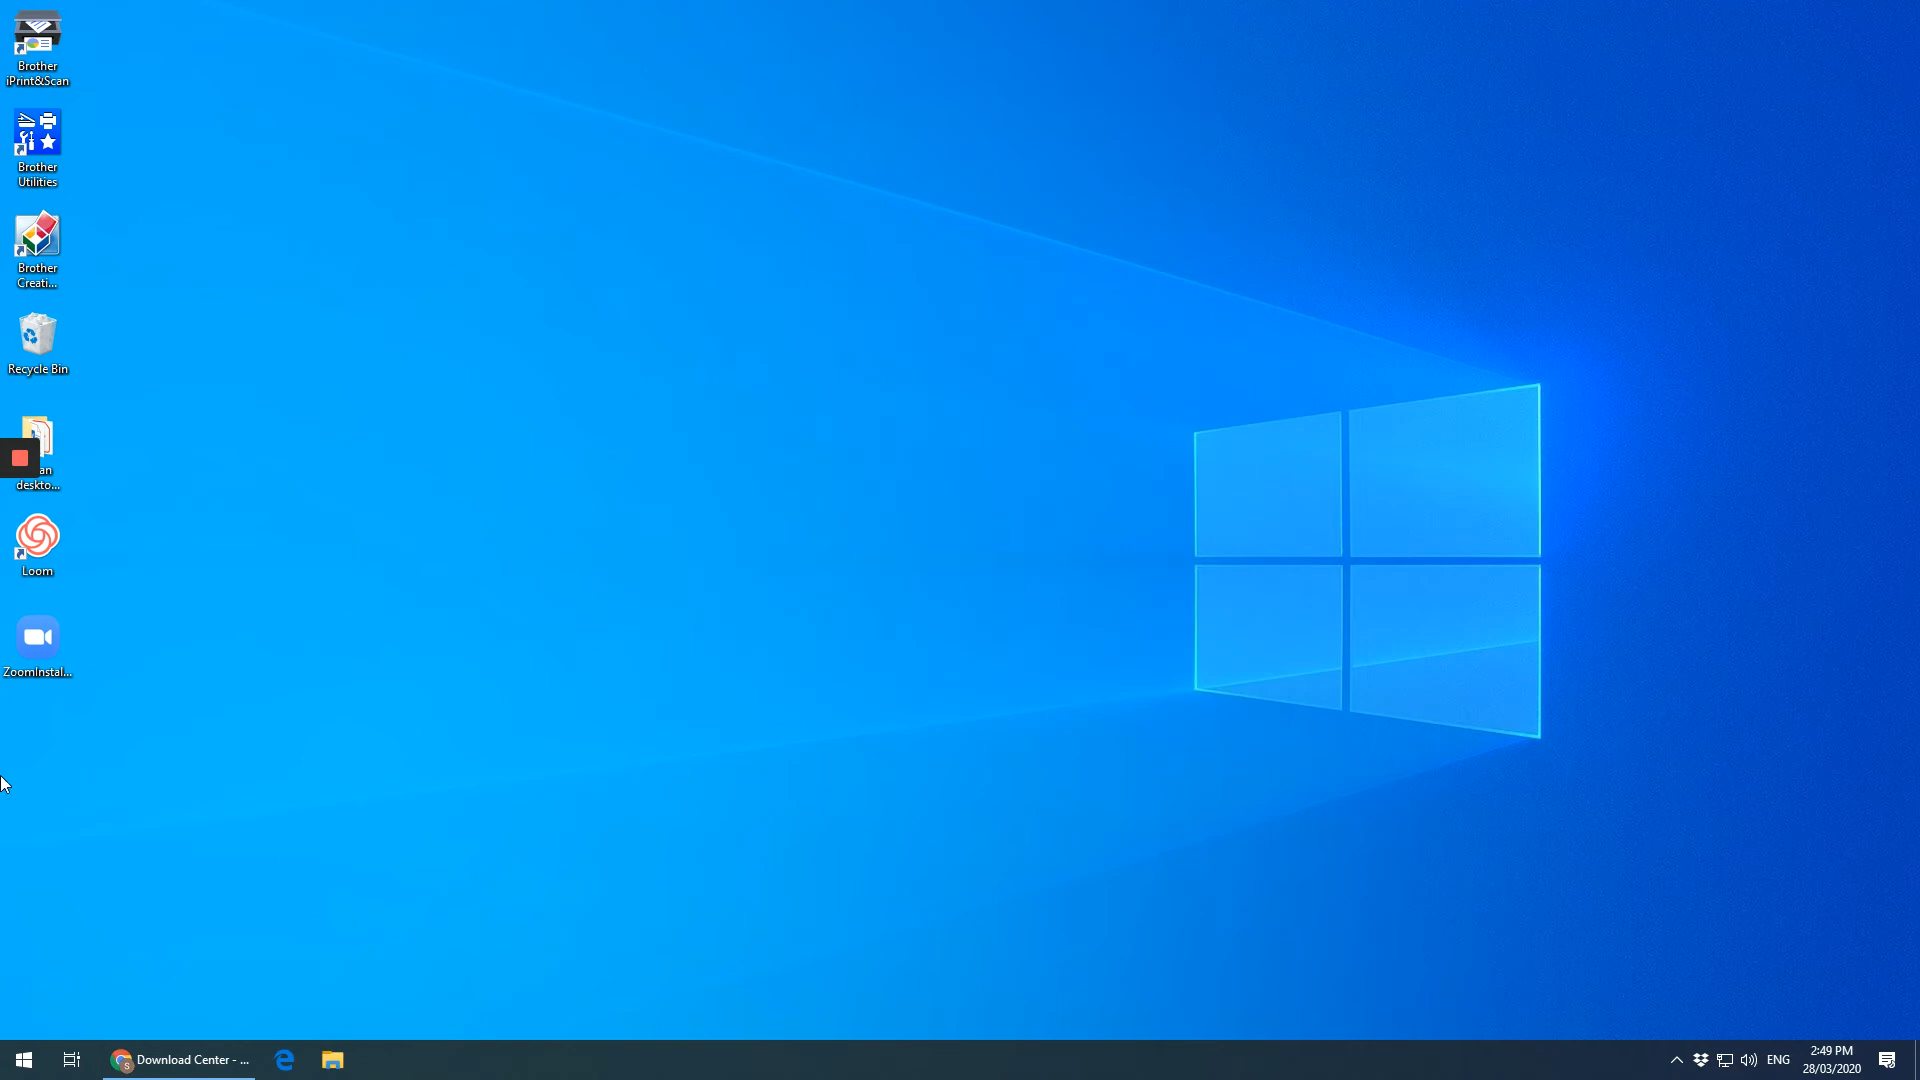 Brother
iPrint&Scan
Brother
Utilities
Brother
Creati...
Recycle Bin
an
deskto...
Loom
ZoomInstal...
S
Download Center - ...
ENG
2:49 PM
28/03/2020